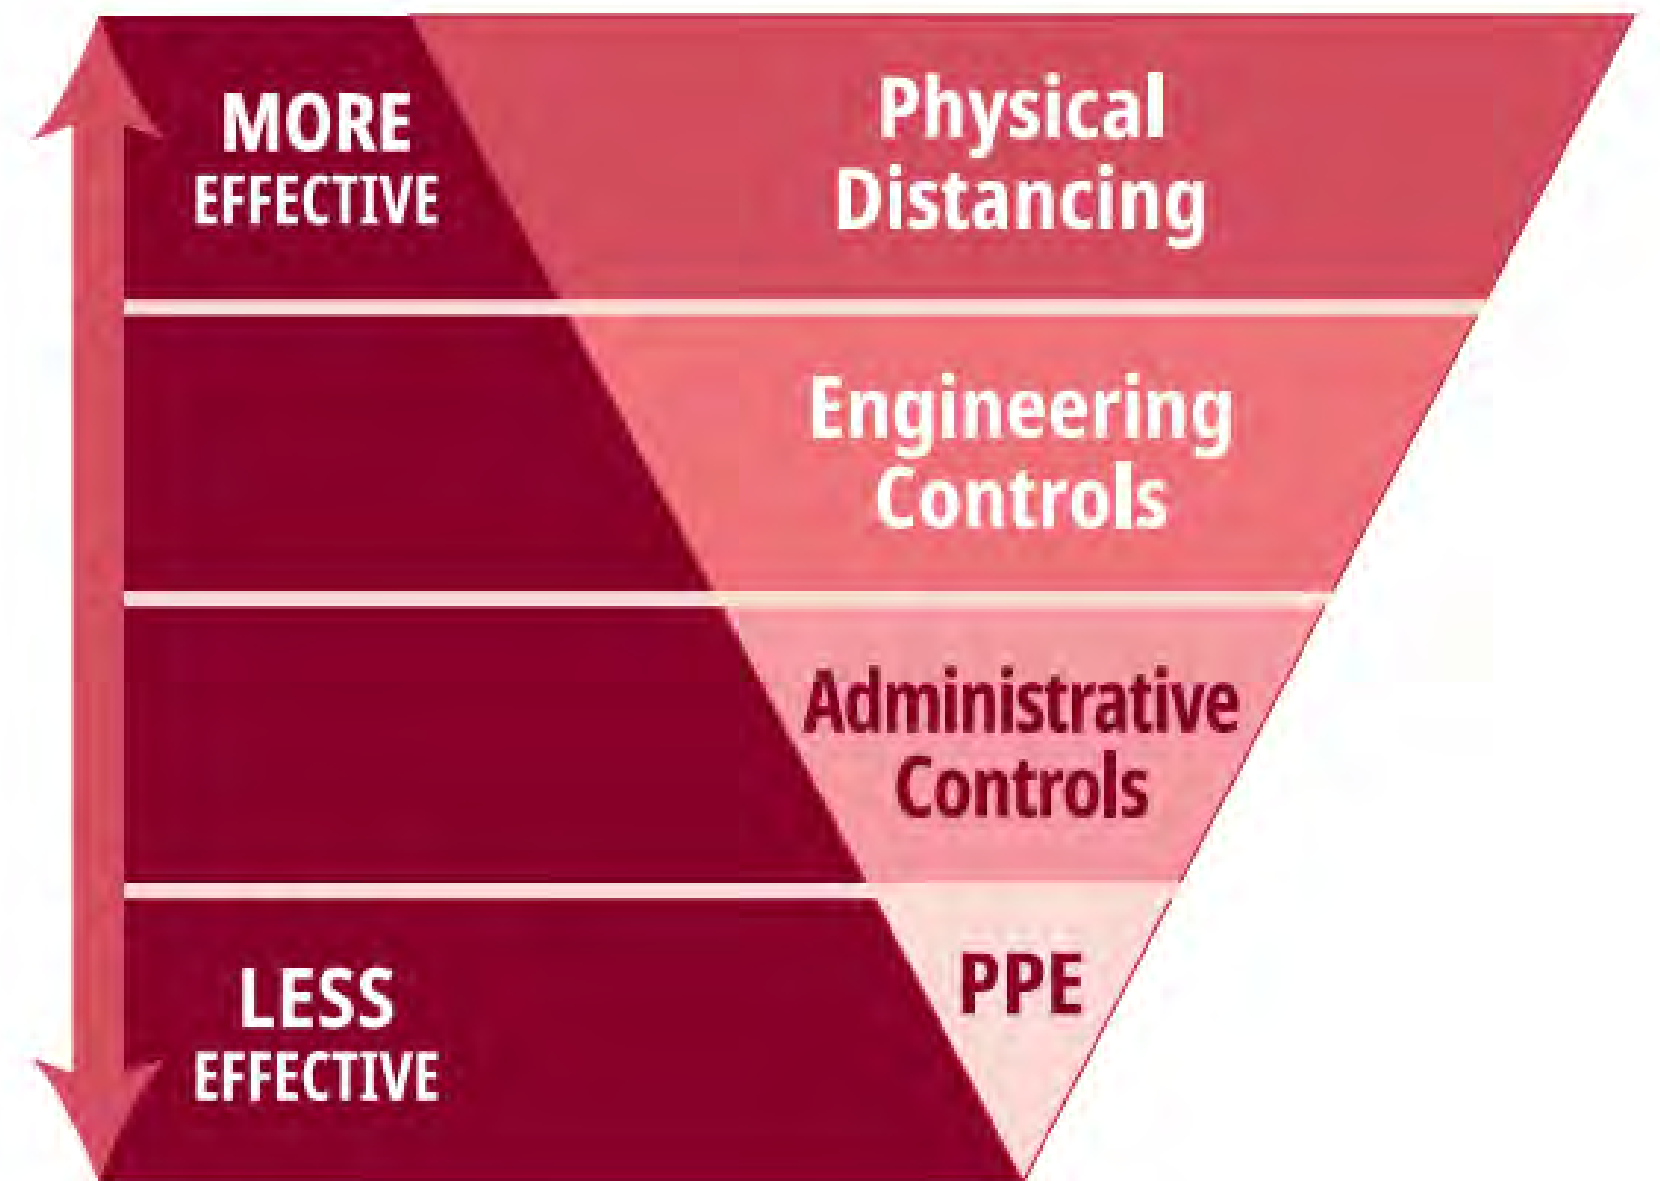 MORE
EFFECTIVE
Physical
Distancing
Engineering
Controls
Administrative
Controls
LESS
EFFECTIVE
PPE